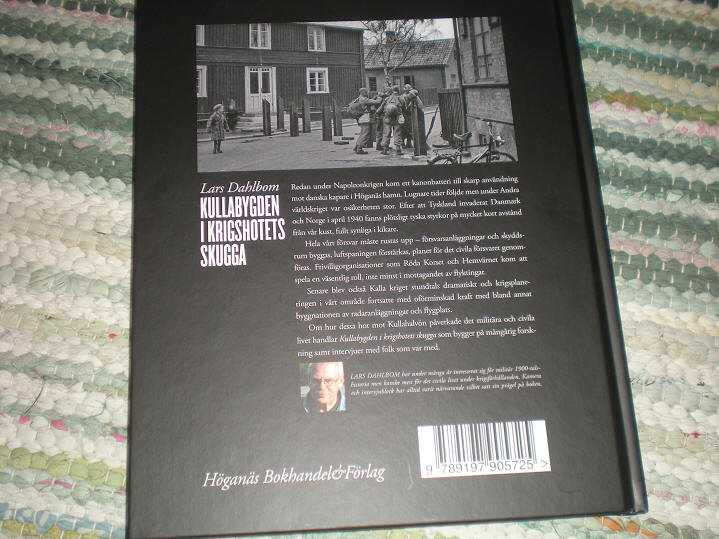 Lars Dahlbom
KULLABYGDEN
I KRIGSHOTETS
SKUGGA
Redan under Napoleonkrigen kom ett kanonbatteri till skarp användning
mot danska kapare i Höganäs hamn. Lugnare tider följde men under Andra
världskriget var osäkerheten stor. Efter att Tyskland invaderat Danmark
och Norge i april 1940 fanns plötsligt tyska styrkor på mycket kort avstånd
från vår kust, fullt synliga i kikare.
Hela vårt försvar måste rustas upp – försvarsanläggningar och skydds-
rum byggas, luftspaningen förstärkas, planer för det civila försvaret genom-
föras. Frivilligorganisationer som Röda Korset och Hemvärnet kom att
spela en väsentlig roll, inte minst i mottagandet av flyktingar.
Senare blev också Kalla kriget stundtals dramatiskt och krigsplane-
ringen i vårt område fortsatte med oförminskad kraft med bland annat
byggnationen av radaranläggningar och flygplats.
Om hur dessa hot mot Kullahalvön påverkade det militära och civila
livet handlar Kullabygden i krigshotets skugga som bygger på mångårig forsk-
ning samt intervjuer med folk som var med.
LARS DAHLBOM har under många år intresserat sig för militär 1900-tals-
historia men kanske mest för det civila livet under krigsförhållanden. Kamera
och intervjublock har alltid varit närvarande vilket satt sin prägel på boken.
Höganäs Bokhandel & Förlag
9 789197 905725 >